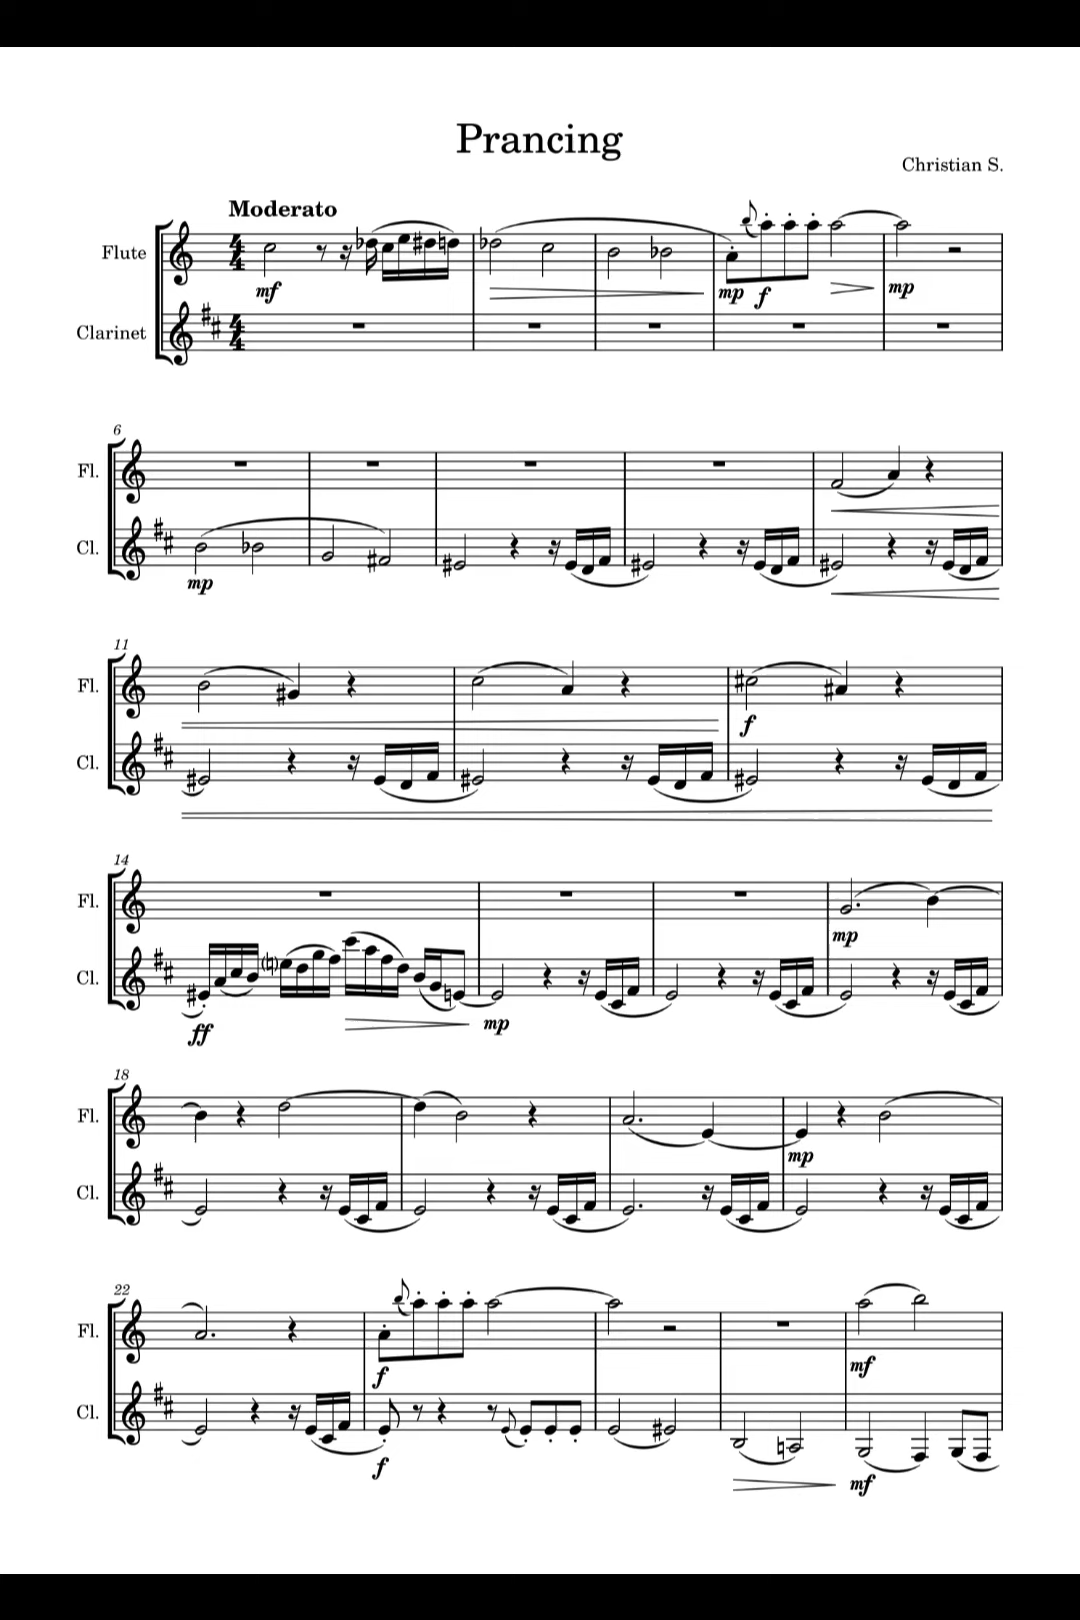 Prancing
Christian S.
Moderato
Flute
mf
mp f
mp
Clarinet
6
Fl.
Cl.
mp
11
Fl.
f
Cl.
14
Fl.
mp
Cl.
ff
mp
18
Fl.
mp
Cl.
22
Fl.
f
mf
Cl.
f
mf